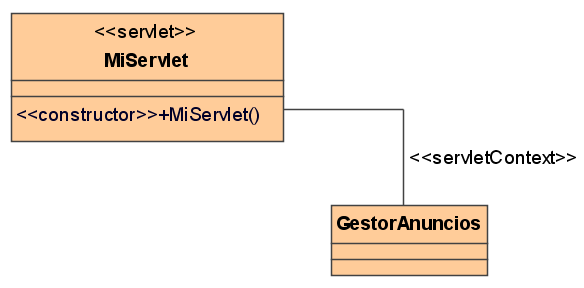 <<servlet>>
MiServlet
<<constructor>>+MiServlet()
<<servletContext>>
GestorAnuncios